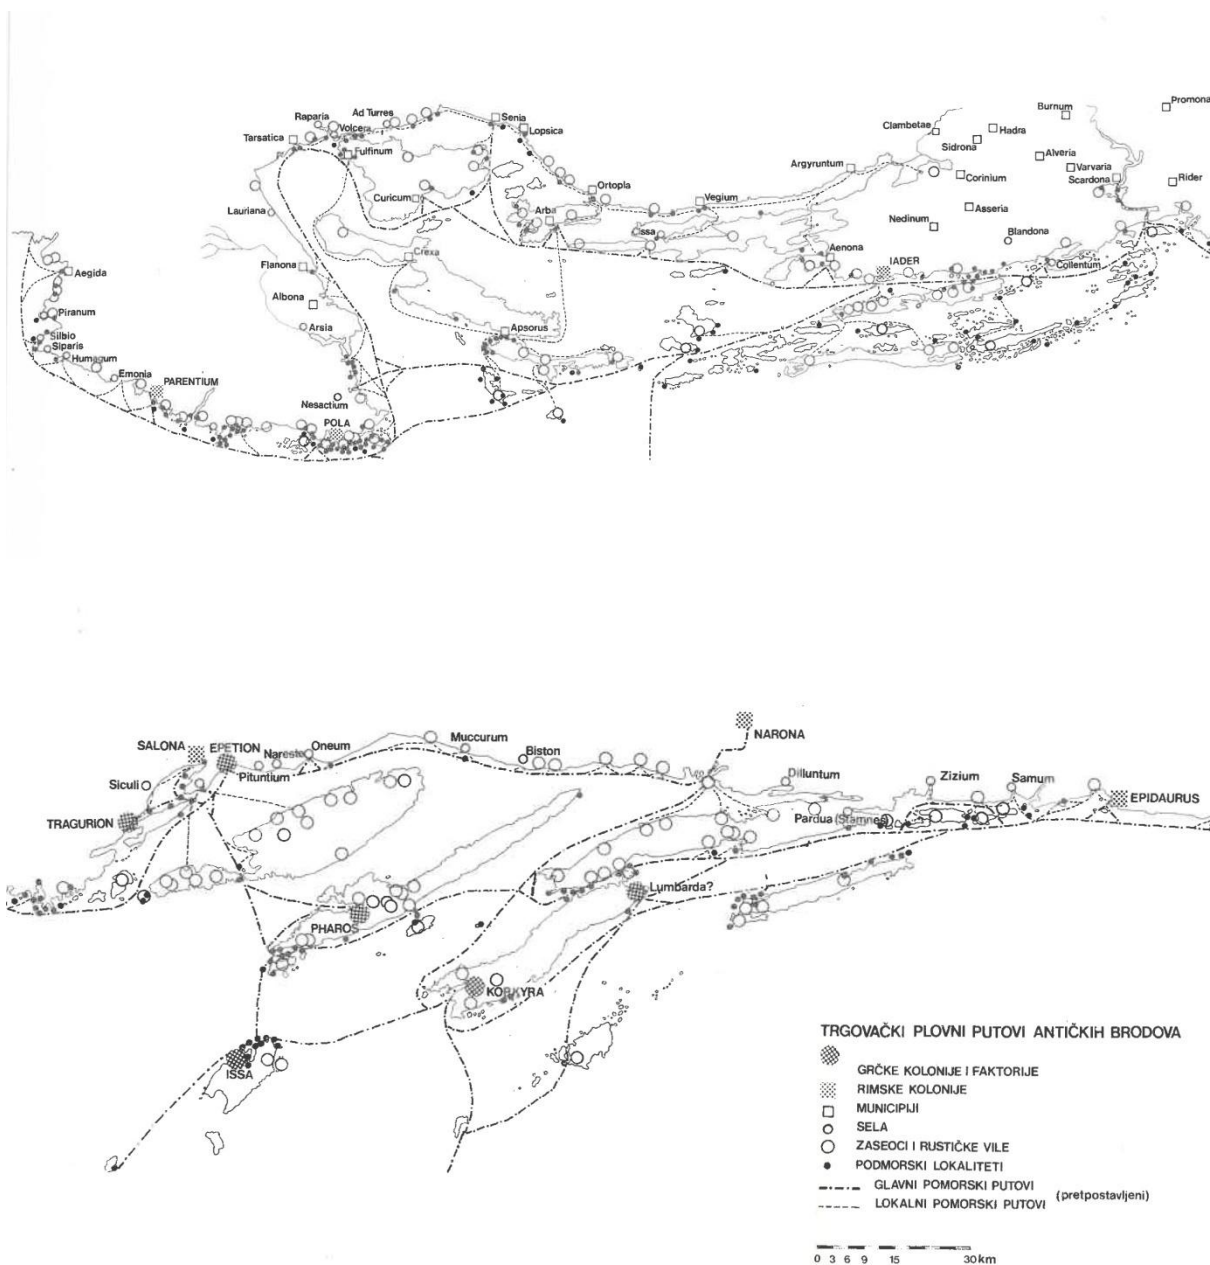 Promona
Burnum
Ad Turres
Raparia
Senia
Volcera
Lopsica
Clambetae
Hadra
Tarsatica
Sidrona
Fulfinum
Alveria
Argyruntum
Varvaria
Corinium
Scardona
Rider
Ortopla
Curicum
Vegium
Lauriana
Arba
Asseria
Nedinum
Cissa
Blandona
Crexa
Aenona
Flanona
IADER
Collentum
Aegida
Albona
Piranum
Arsia
Apsorus
Silbio
Siparis
Humagum
Emonia
PARENTIUM
Nesactium
POLA
NARONA
SALONA
EPETION
Oneum
Muccurum
Nareste
Biston
Pituntium
Siculi
Dilluntum
Zizium
Samum
EPIDAURUS
TRAGURION
Pardua (Stamnes)
Lumbarda?
PHAROS
KORKYRA
ISSA
TRGOVAČKI PLOVNI PUTOVI ANTIČKIH BRODOVA
GRČKE KOLONIJE I FAKTORIJE
RIMSKE KOLONIJE
MUNICIPIJI
SELA
ZASEOCI I RUSTIČKE VILE
PODMORSKI LOKALITETI
GLAVNI POMORSKI PUTOVI
(pretpostavljeni)
LOKALNI POMORSKI PUTOVI
0 3 6 9 15 30km